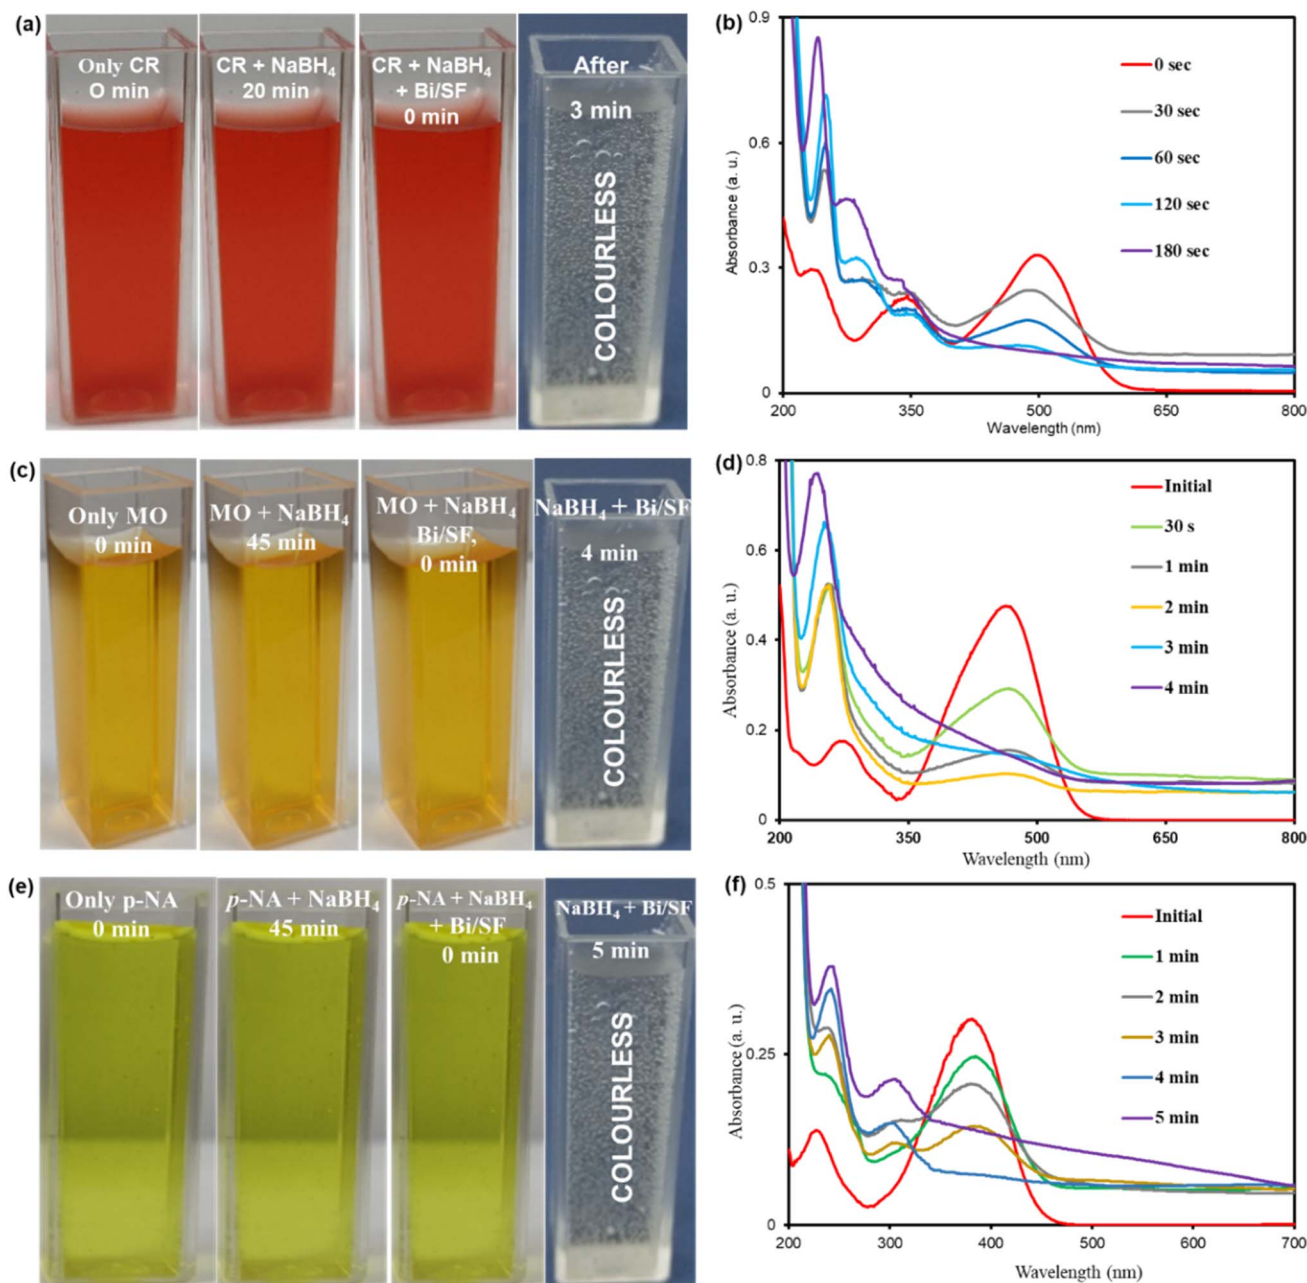 (a)
Only CR
O min
CR + NaBH₄
20 min
CR + NaBH₄
+ Bi/SF
0 min
After
3 min
COLOURLESS
(b)
0.9
0.6
0.3
0
Absorbance (a. u.)
200
350
500
650
800
Wavelength (nm)
0 sec
30 sec
60 sec
120 sec
180 sec
(c)
Only MO
0 min
MO + NaBH₄
45 min
MO + NaBH₄
Bi/SF,
0 min
NaBH₄ + Bi/SF
4 min
COLOURLESS
(d)
0.8
0.6
0.4
0.2
0
Absorbance (a. u.)
200
350
500
650
800
Wavelength (nm)
Initial
30 s
1 min
2 min
3 min
4 min
(e)
Only p-NA
0 min
p-NA + NaBH₄
45 min
p-NA + NaBH₄
+ Bi/SF
0 min
NaBH₄ + Bi/SF
5 min
COLOURLESS
(f)
0.5
0.25
0
Absorbance (a. u.)
200
300
400
500
600
700
Wavelength (nm)
Initial
1 min
2 min
3 min
4 min
5 min